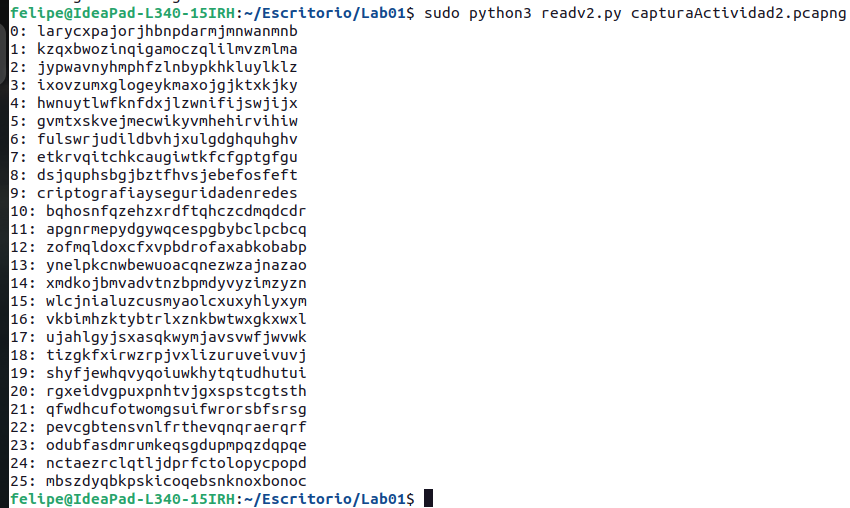 felipe@IdeaPad-L340-15IRH:~/Escritorio/Lab01$ sudo python3 readv2.py capturaActividad2.pcapng
0: larycxpajorjhbnpdarmjmnwanmnb
1: kzqxbwozinqigamoczqlilmvzmlma
2: jypwavnyhmphfzlnbypkhkluylklz
3: ixovzumxglogeykmaxojgjktxkjky
4: hwnuytlwfknfdxjlzwnifijswjijx
5: gvmtxskvejmecwikyvmhehirvihiw
6: fulswrjudildbvhjxulgdghquhghv
7: etkrvqitchkcaugiwtkfcfgptgfgu
8: dsjquphsbgjbztfhvsjebefosfeft
9: criptografiayseguridadenredes
10: bqhosnfqzehzxrdftqhczcdmqdcdr
11: apgnrmepydgywqcespgbybclpcbcq
12: zofmqldoxcfxvpbdrofaxabkobabp
13: ynelpkcnwbewuoacqnezwzajnazao
14: xmdkojbmvadvtnzbpmdyvyzimzyzn
15: wlcjnialuzcusmyaolcxuxyhlyxym
16: vkbimhzktybtrlxznkbwtwxgkxwxl
17: ujahlgyjsxasqkwymjavsvwfjwvwk
18: tizgkfxirwzrpjvxlizuruveivuvj
19: shyfjewhqvyqoiuwkhytqtudhutui
20: rgxeidvgpuxpnhtvjgxspstcgtsth
21: qfwdhcufotwomgsuifwrorsbfsrsg
22: pevcgbtensvnlfrthevqnqraerqrf
23: odubfasdmrumkeqsgdupmpqzdqpqe
24: nctaezrclqtljdprfctolopycpopd
25: mbszdyqbkpskicoqebsnknoxbonoc
felipe@IdeaPad-L340-15IRH:~/Escritorio/Lab01$